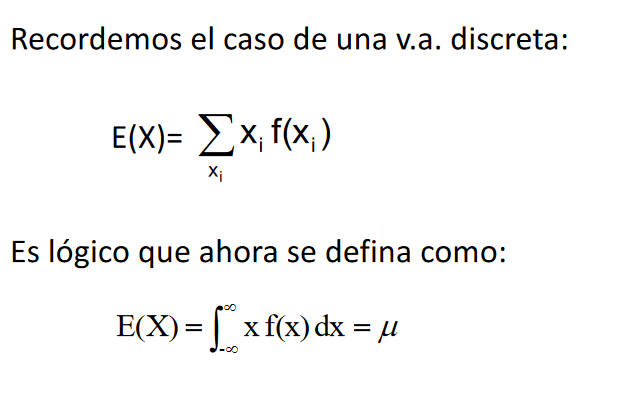 Recordemos el caso de una v.a. discreta:
E(X)= ∑ xᵢ f(xᵢ)
xᵢ
Es lógico que ahora se defina como:
E(X) = ∫_{-∞}^{∞} x f(x) dx = μ